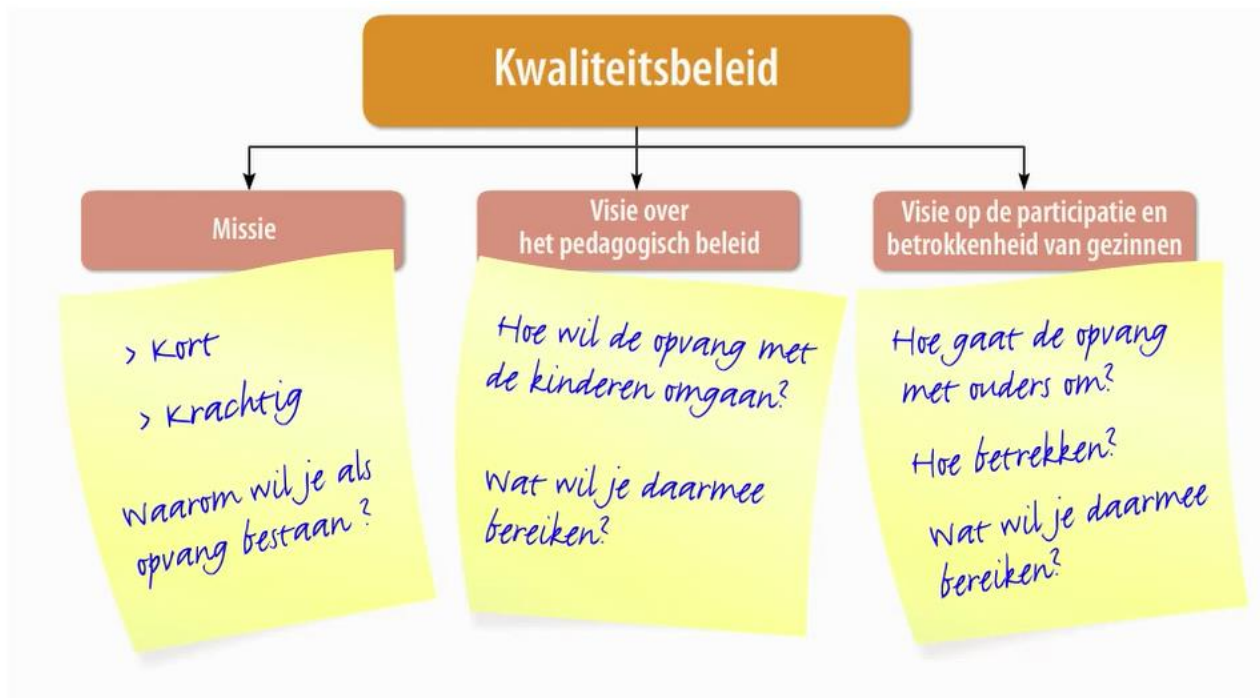 Kwaliteitsbeleid
Missie
> Kort
> Krachtig
Waarom wil je als
opvang bestaan?
Visie over
het pedagogisch beleid
Hoe wil de opvang met
de kinderen omgaan?
Wat wil je daarmee
bereiken?
Visie op de participatie en
betrokkenheid van gezinnen
Hoe gaat de opvang
met ouders om?
Hoe betrekken?
Wat wil je daarmee
bereiken?